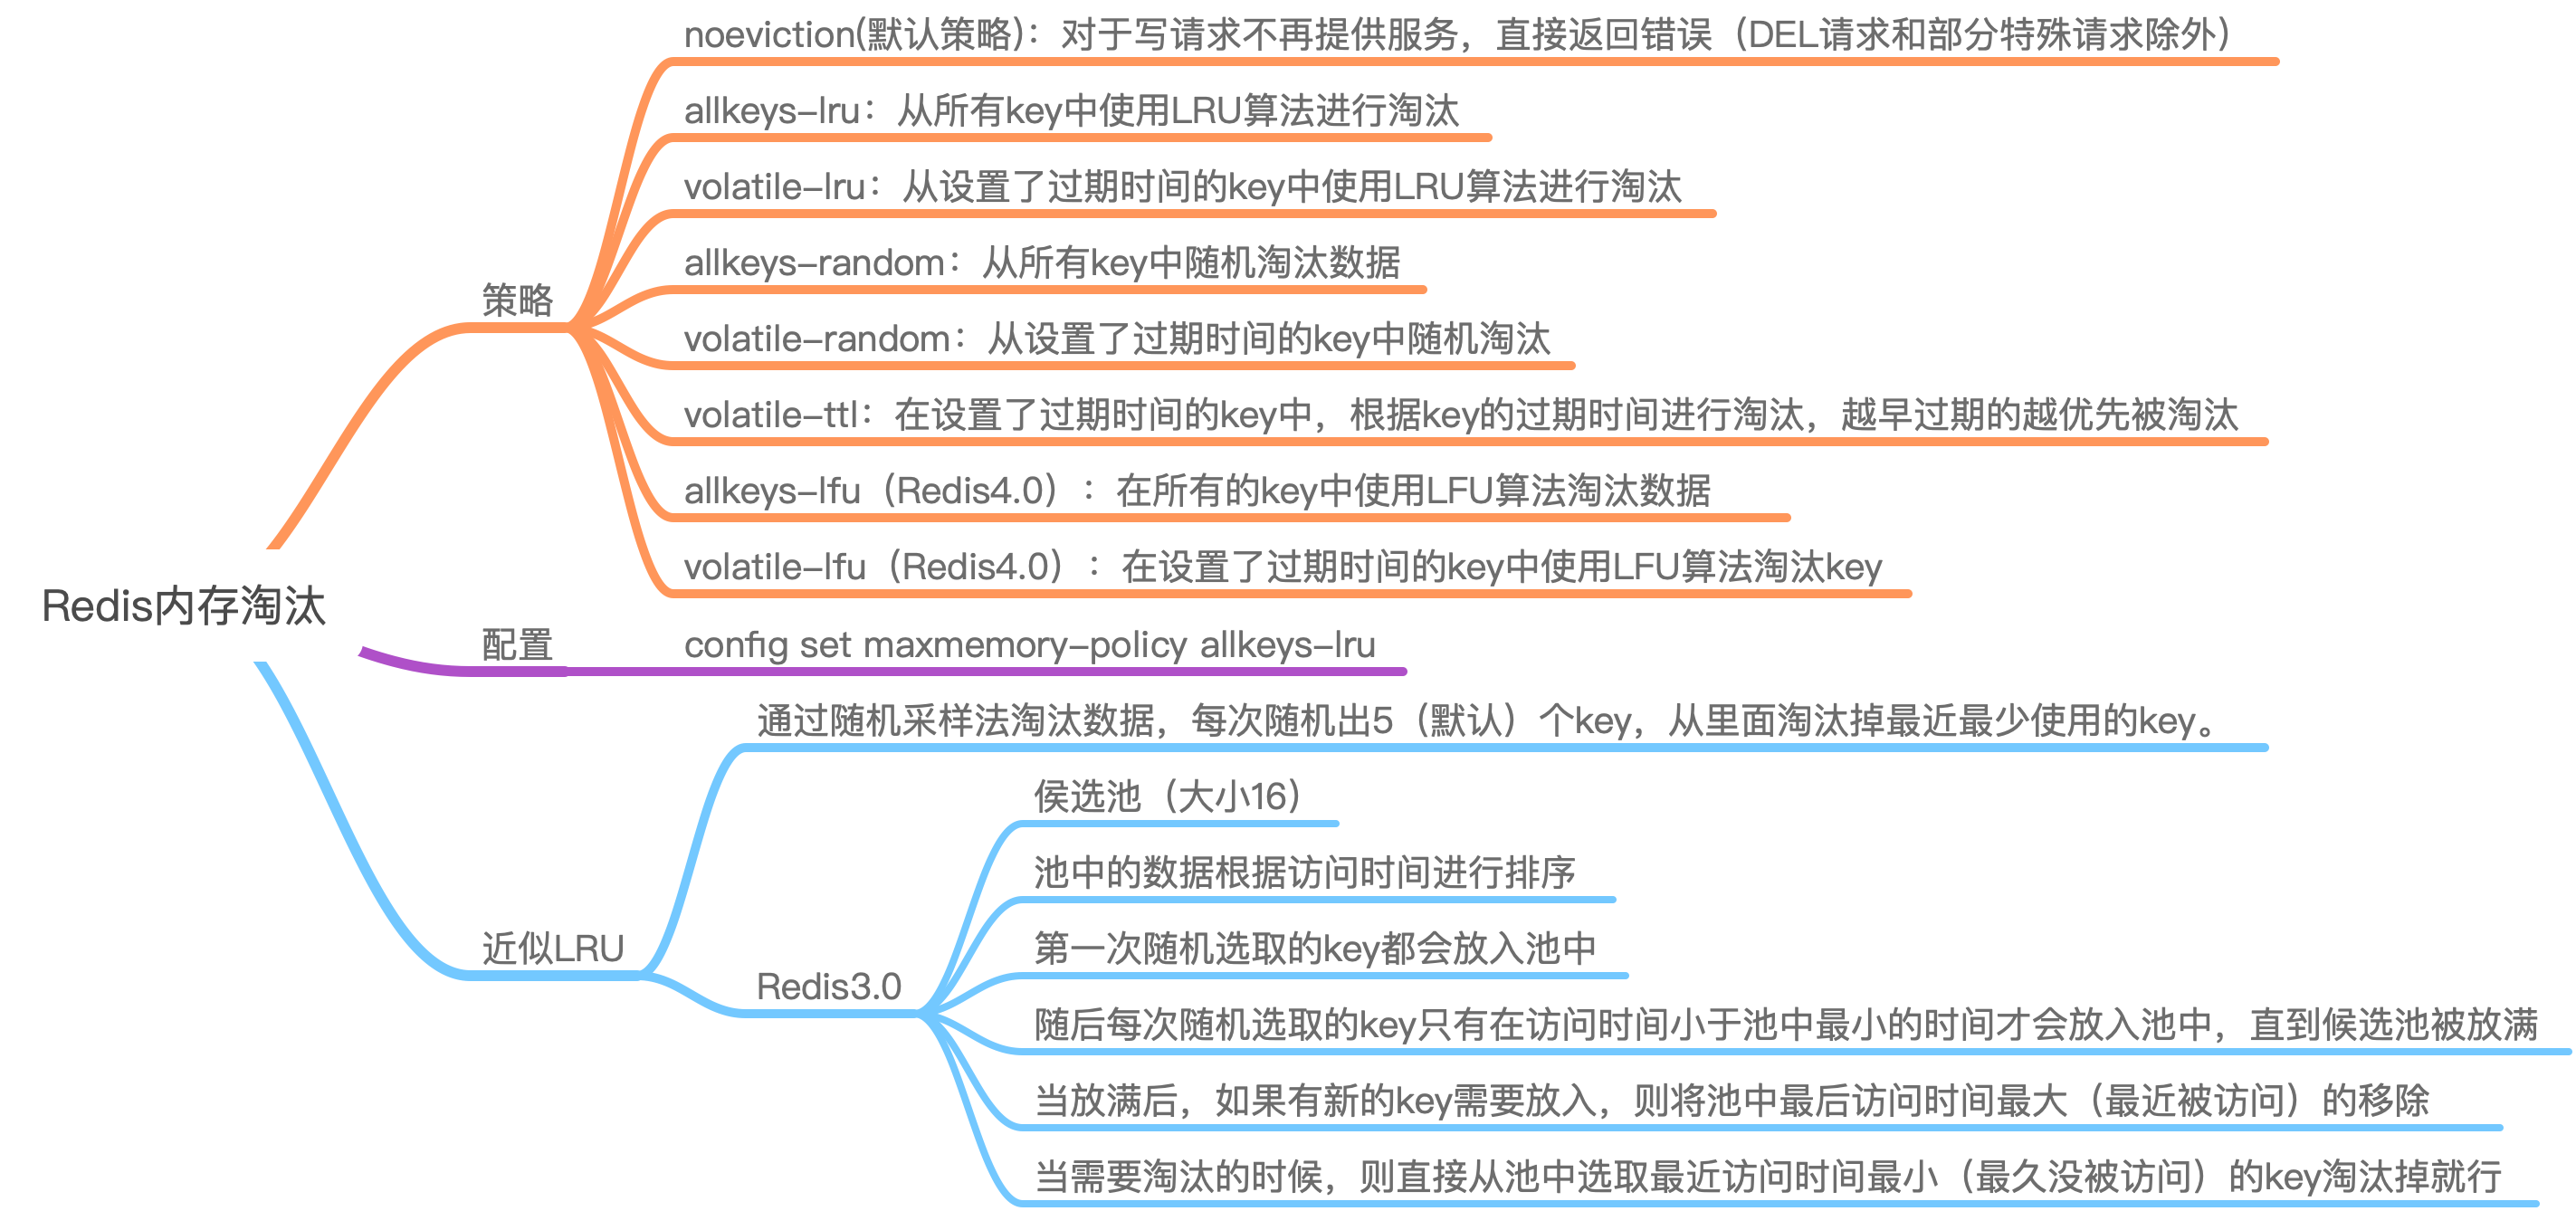 noeviction(默认策略)：对于写请求不再提供服务，直接返回错误（DEL请求和部分特殊请求除外）
allkeys-lru：从所有key中使用LRU算法进行淘汰
volatile-lru：从设置了过期时间的key中使用LRU算法进行淘汰
allkeys-random：从所有key中随机淘汰数据
策略
volatile-random：从设置了过期时间的key中随机淘汰
volatile-ttl：在设置了过期时间的key中，根据key的过期时间进行淘汰，越早过期的越优先被淘汰
allkeys-lfu（Redis4.0）：在所有的key中使用LFU算法淘汰数据
volatile-lfu（Redis4.0）：在设置了过期时间的key中使用LFU算法淘汰key
Redis内存淘汰
配置
config set maxmemory-policy allkeys-lru
通过随机采样法淘汰数据，每次随机出5（默认）个key，从里面淘汰掉最近最少使用的key。
侯选池（大小16）
池中的数据根据访问时间进行排序
近似LRU
第一次随机选取的key都会放入池中
Redis3.0
随后每次随机选取的key只有在访问时间小于池中最小的时间才会放入池中，直到候选池被放满
当放满后，如果有新的key需要放入，则将池中最后访问时间最大（最近被访问）的移除
当需要淘汰的时候，则直接从池中选取最近访问时间最小（最久没被访问）的key淘汰掉就行